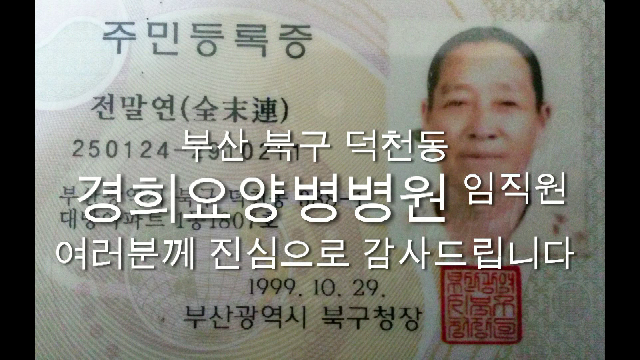 주민등록증
전말연(全末連)
250124-
부산 북구 덕천동
경희요양병병원 임직원
여러분께 진심으로 감사드립니다
1999. 10. 29.
부산광역시 북구청장